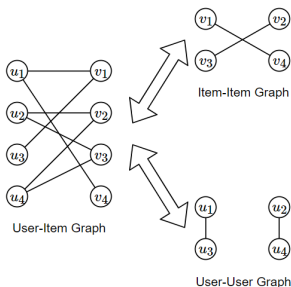 v1 v2
v3 v4
Item-Item Graph
u1 v1
u2 v2
u3 v3
u4 v4
User-Item Graph
u1 u2
u3 u4
User-User Graph